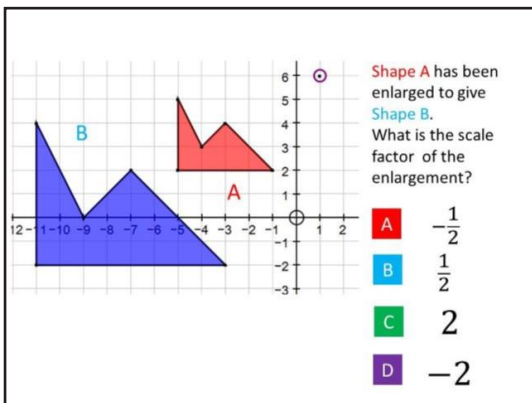 Shape A has been
enlarged to give
Shape B.
What is the scale
factor of the
enlargement?
A −1/2
B 1/2
C 2
D −2
B
A
6
5
4
3
2
1
12 −11 −10 −9 −8 −7 −6 −5 −4 −3 −2 −1 1 2
−1
−2
−3